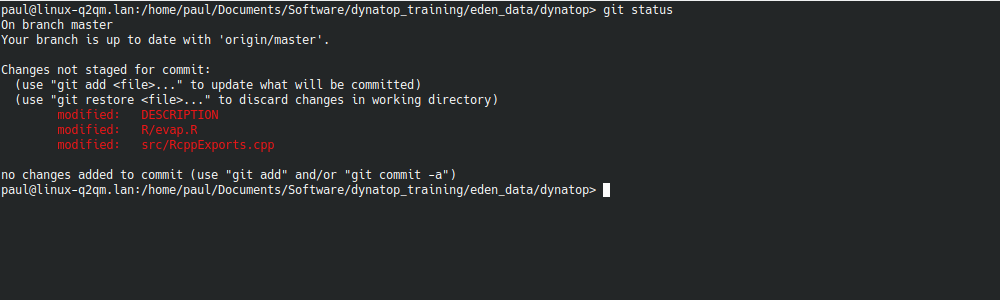 paul@linux-q2qm.lan:/home/paul/Documents/Software/dynatop_training/eden_data/dynatop> git status
On branch master
Your branch is up to date with 'origin/master'.
Changes not staged for commit:
(use "git add <file>..." to update what will be committed)
(use "git restore <file>..." to discard changes in working directory)
modified: DESCRIPTION
modified: R/evap.R
modified: src/RcppExports.cpp
no changes added to commit (use "git add" and/or "git commit -a")
paul@linux-q2qm.lan:/home/paul/Documents/Software/dynatop_training/eden_data/dynatop>